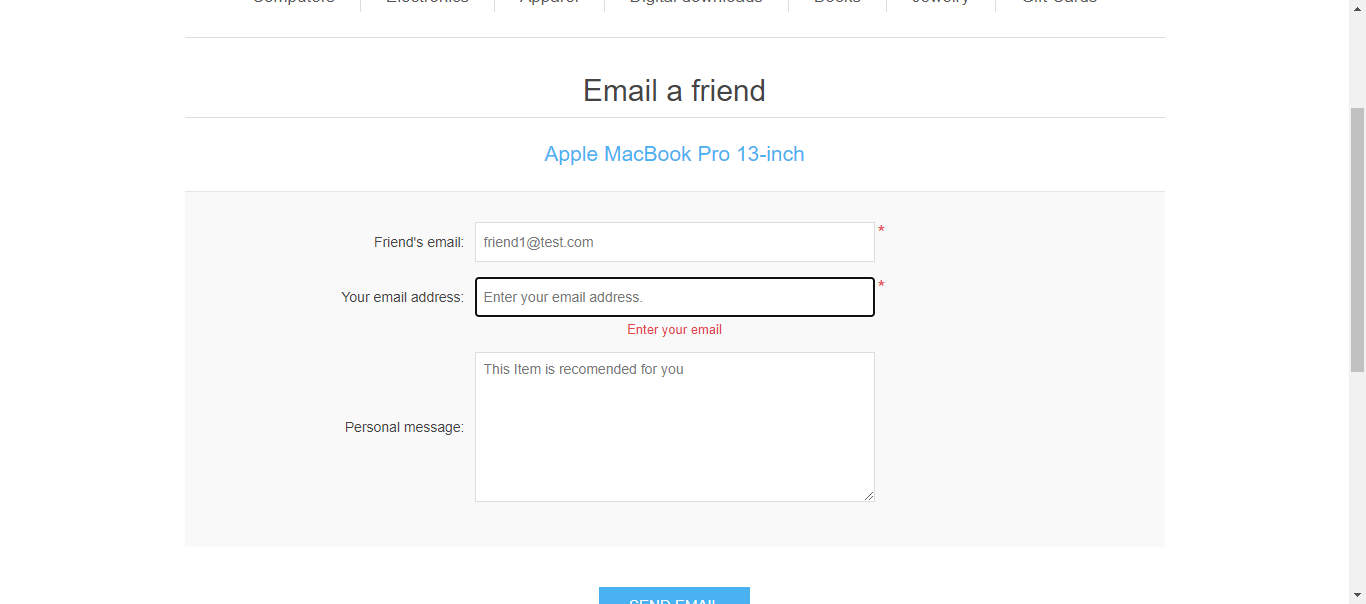 Computers Electronics Apparel Digital downloads Books Jewelry Gift Cards
Email a friend
Apple MacBook Pro 13-inch
Friend's email: friend1@test.com *
Your email address: Enter your email address. *
Enter your email
This Item is recomended for you
Personal message:
SEND EMAIL